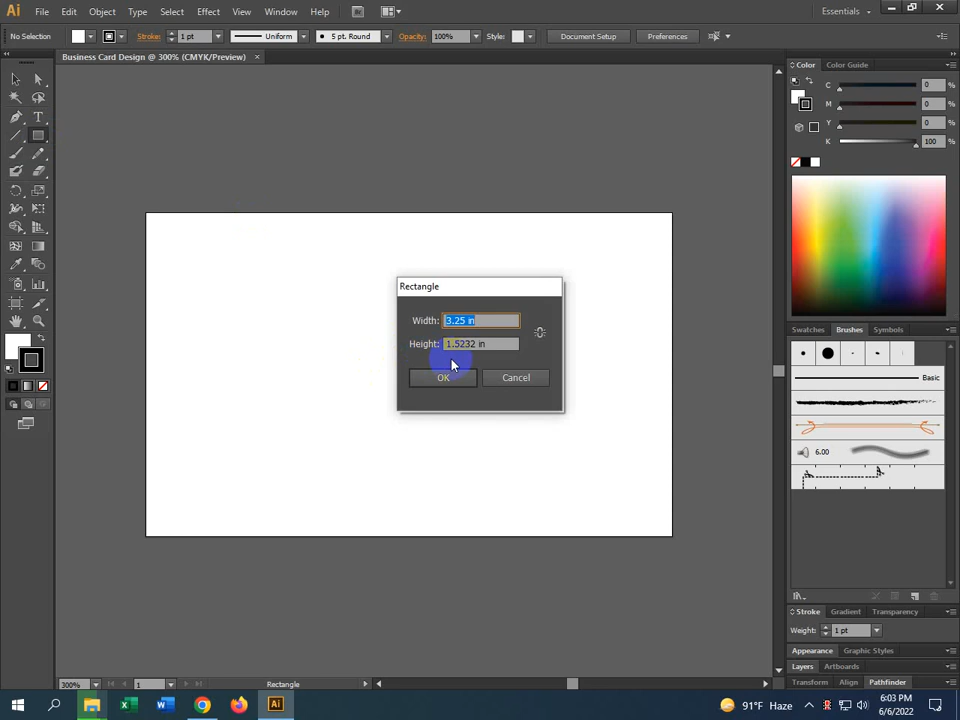 Ai File Edit Object Type Select Effect View Window Help Br Essentials
No Selection Stroke: 1 pt Uniform 5 pt. Round Opacity: 100% Style: Document Setup Preferences
Business Card Design @ 300% (CMYK/Preview) ×
Color Color Guide
C 0 %
M 0 %
Y 0 %
K 100 %
Rectangle
Width: 3.25 in
Height: 1.5232 in
OK Cancel
Swatches Brushes Symbols
Basic
6.00
Stroke Gradient Transparency
Weight: 1 pt
Appearance Graphic Styles
Layers Artboards
Transform Align Pathfinder
300% 1 Rectangle
91°F Haze 6:03 PM
6/6/2022